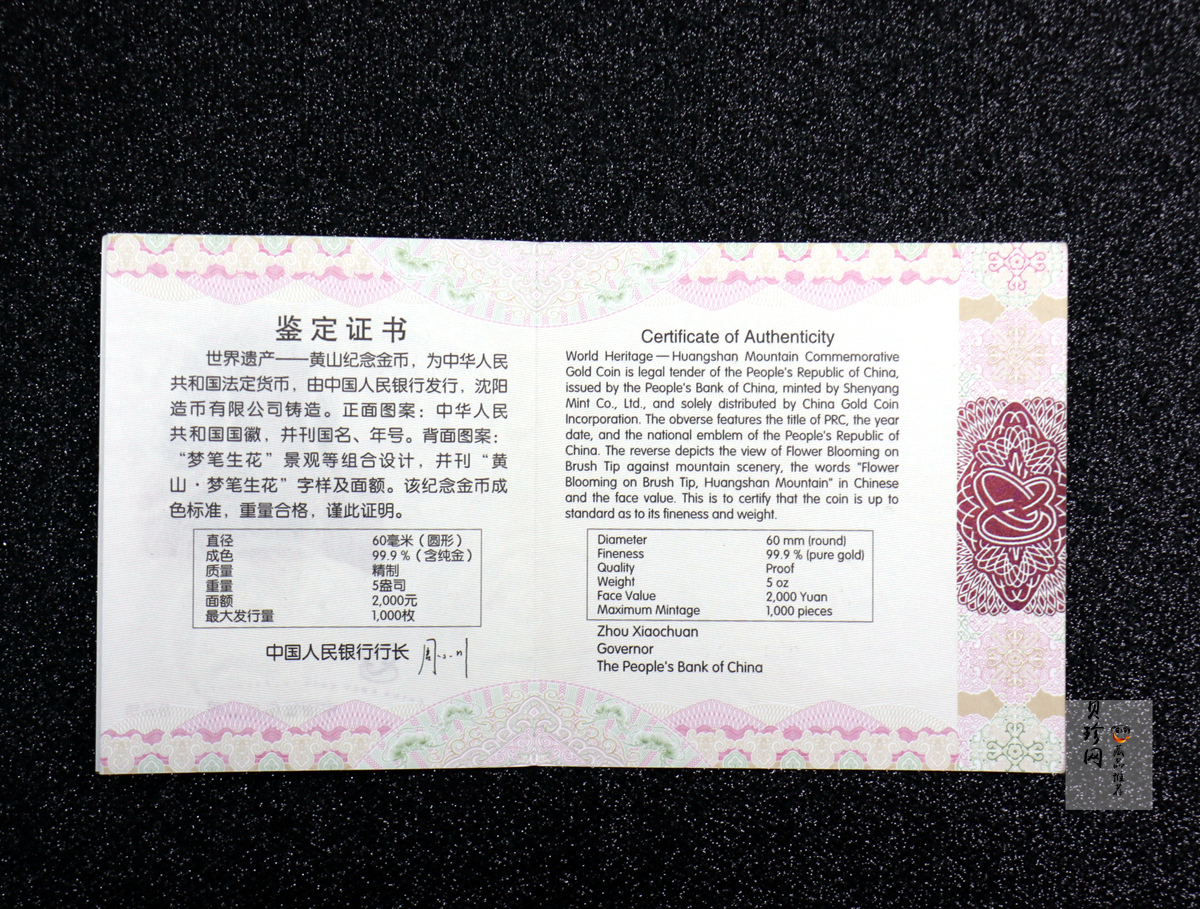 鉴定证书
世界遗产——黄山纪念金币，为中华人民
共和国法定货币，由中国人民银行发行，沈阳
造币有限公司铸造。正面图案：中华人民
共和国国徽，并刊国名、年号。背面图案：
“梦笔生花”景观等组合设计，并刊“黄
山·梦笔生花”字样及面额。该纪念金币成
色标准，重量合格，谨此证明。
直径 60毫米（圆形）
成色 99.9％（含纯金）
质量 精制
重量 5盎司
面额 2,000元
最大发行量 1,000枚
中国人民银行行长
Certificate of Authenticity
World Heritage — Huangshan Mountain Commemorative
Gold Coin is legal tender of the People's Republic of China,
issued by the People's Bank of China, minted by Shenyang
Mint Co., Ltd., and solely distributed by China Gold Coin
Incorporation. The obverse features the title of PRC, the year
date, and the national emblem of the People's Republic of
China. The reverse depicts the view of Flower Blooming on
Brush Tip against mountain scenery, the words "Flower
Blooming on Brush Tip, Huangshan Mountain" in Chinese
and the face value. This is to certify that the coin is up to
standard as to its fineness and weight.
Diameter 60 mm (round)
Fineness 99.9 % (pure gold)
Quality Proof
Weight 5 oz
Face Value 2,000 Yuan
Maximum Mintage 1,000 pieces
Zhou Xiaochuan
Governor
The People's Bank of China
贝珍网